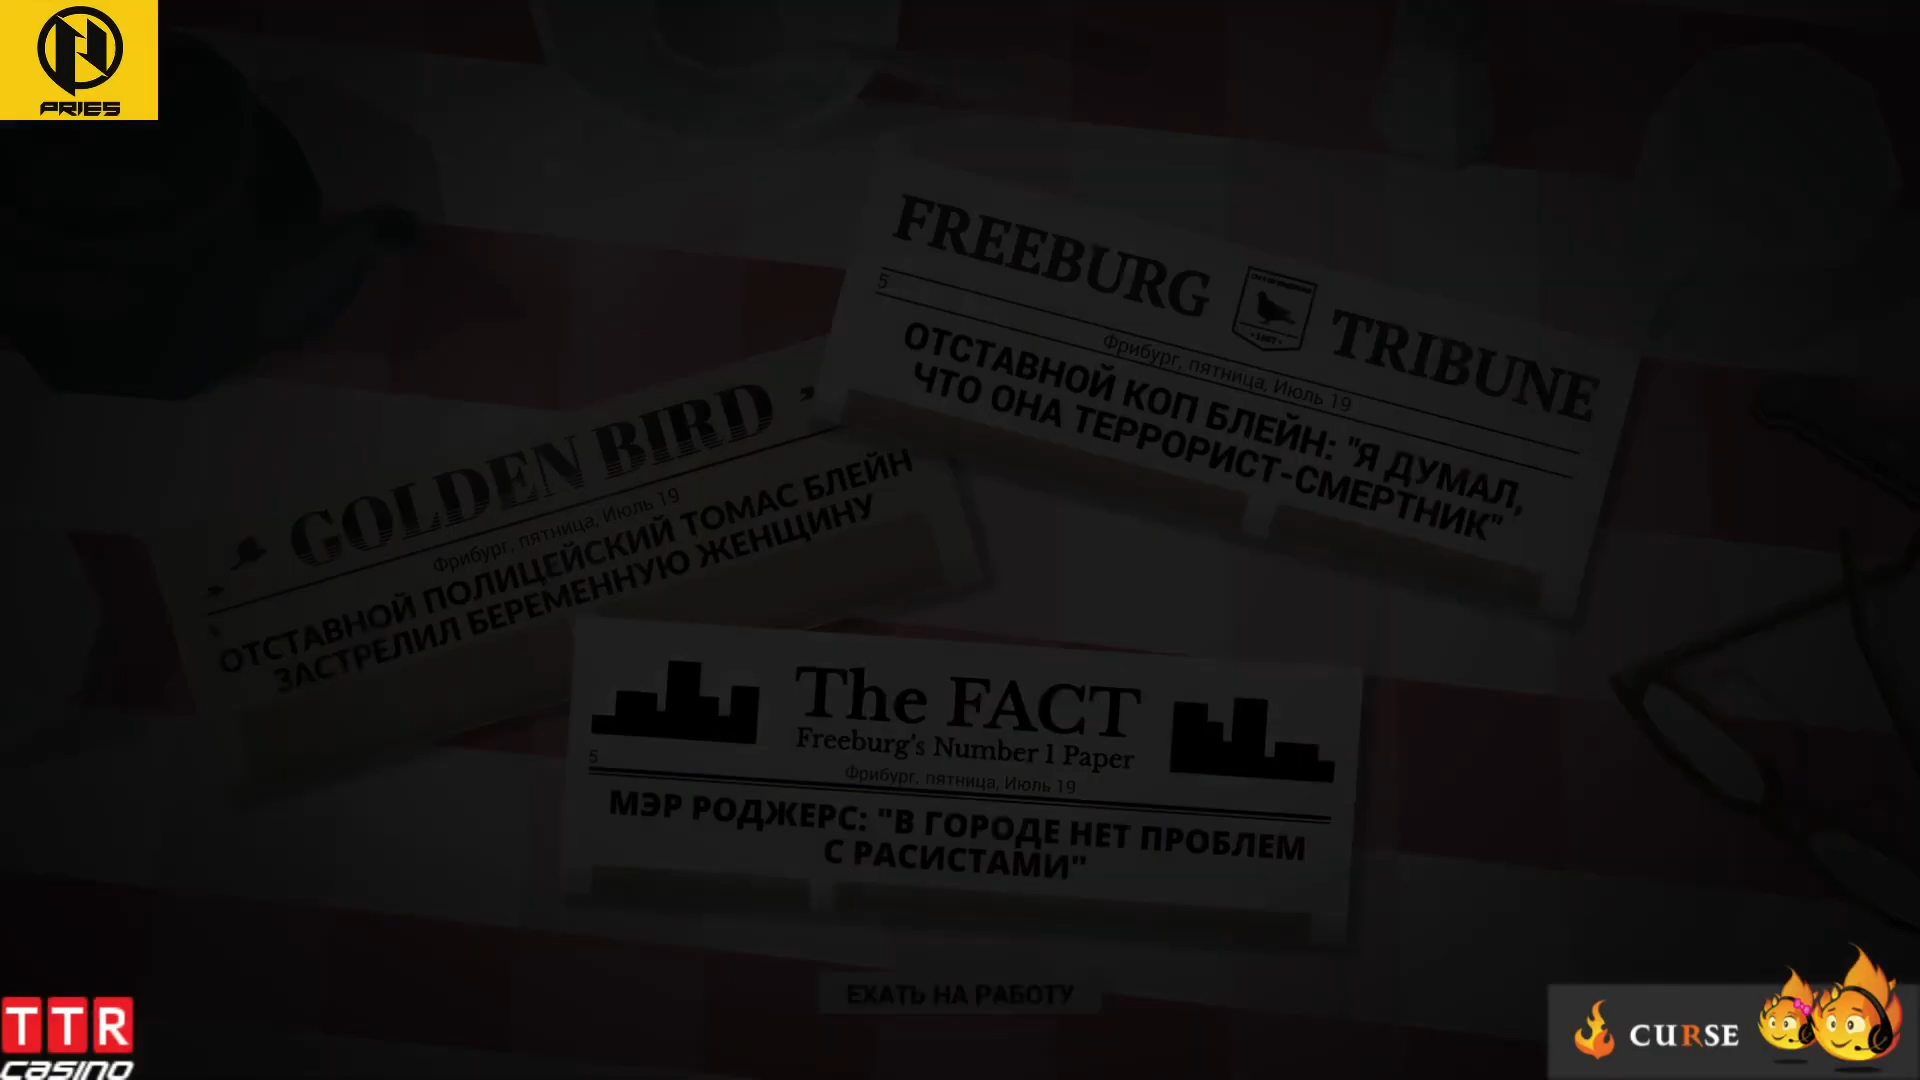 PRIES
FREEBURG TRIBUNE
5
Фрибург, пятница, Июль 19
ОТСТАВНОЙ КОП БЛЕЙН: "Я ДУМАЛ,
ЧТО ОНА ТЕРРОРИСТ-СМЕРТНИК"
GOLDEN BIRD
Фрибург, пятница, Июль 19
ОТСТАВНОЙ ПОЛИЦЕЙСКИЙ ТОМАС БЛЕЙН
ЗАСТРЕЛИЛ БЕРЕМЕННУЮ ЖЕНЩИНУ
The FACT
Freeburg's Number 1 Paper
5
Фрибург, пятница, Июль 19
МЭР РОДЖЕРС: "В ГОРОДЕ НЕТ ПРОБЛЕМ
С РАСИСТАМИ"
ЕХАТЬ НА РАБОТУ
TTR
casino
CURSE